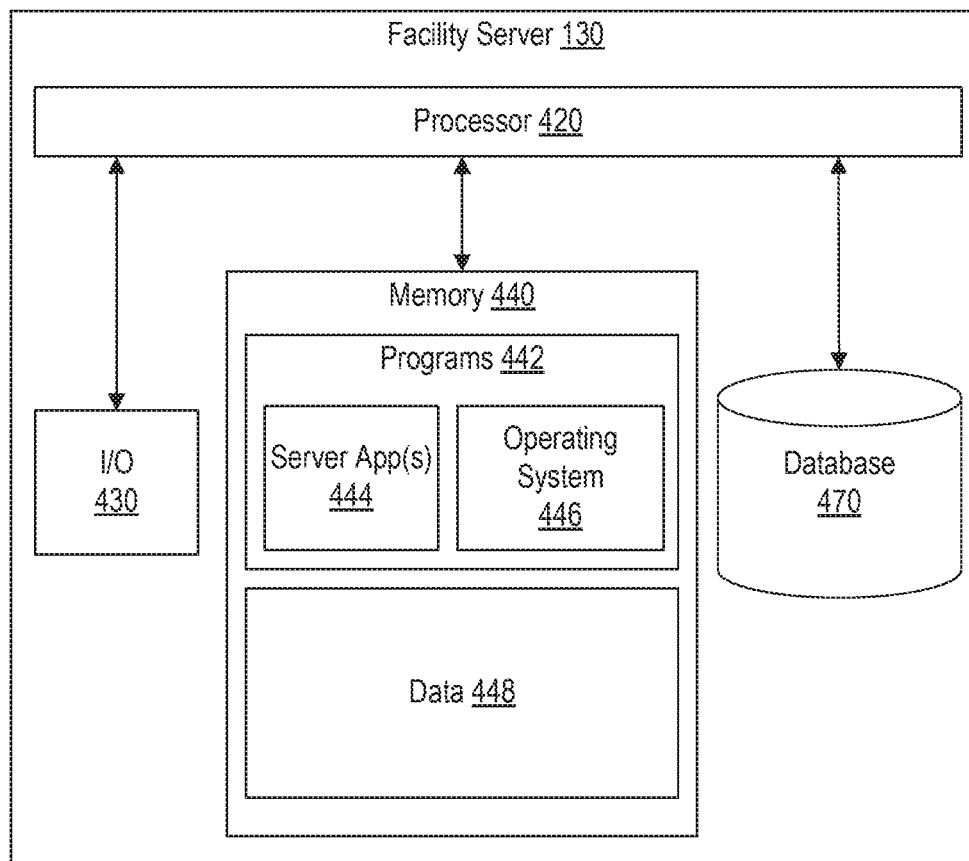 Facility Server 130
Processor 420
Memory 440
Programs 442
Server App(s)
444
Operating
System
446
I/O
430
Database
470
Data 448